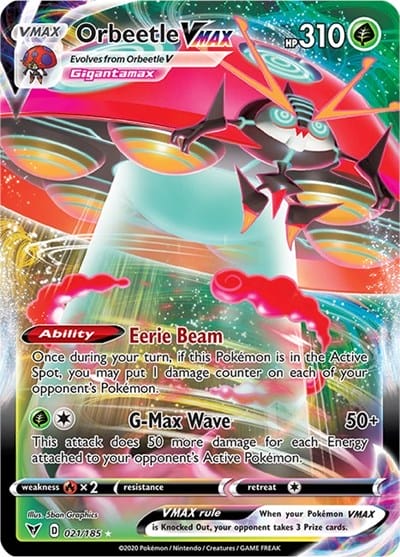 VMAX Orbeetle VMAX HP 310
Evolves from Orbeetle V
Gigantamax
Ability Eerie Beam
Once during your turn, if this Pokémon is in the Active
Spot, you may put 1 damage counter on each of your
opponent's Pokémon.
G-Max Wave 50+
This attack does 50 more damage for each Energy
attached to your opponent's Active Pokémon.
weakness ×2 resistance retreat
Illus. 5ban Graphics
D 021/185
VMAX rule When your Pokémon VMAX
is Knocked Out, your opponent takes 3 Prize cards.
©2020 Pokémon / Nintendo / Creatures / GAME FREAK